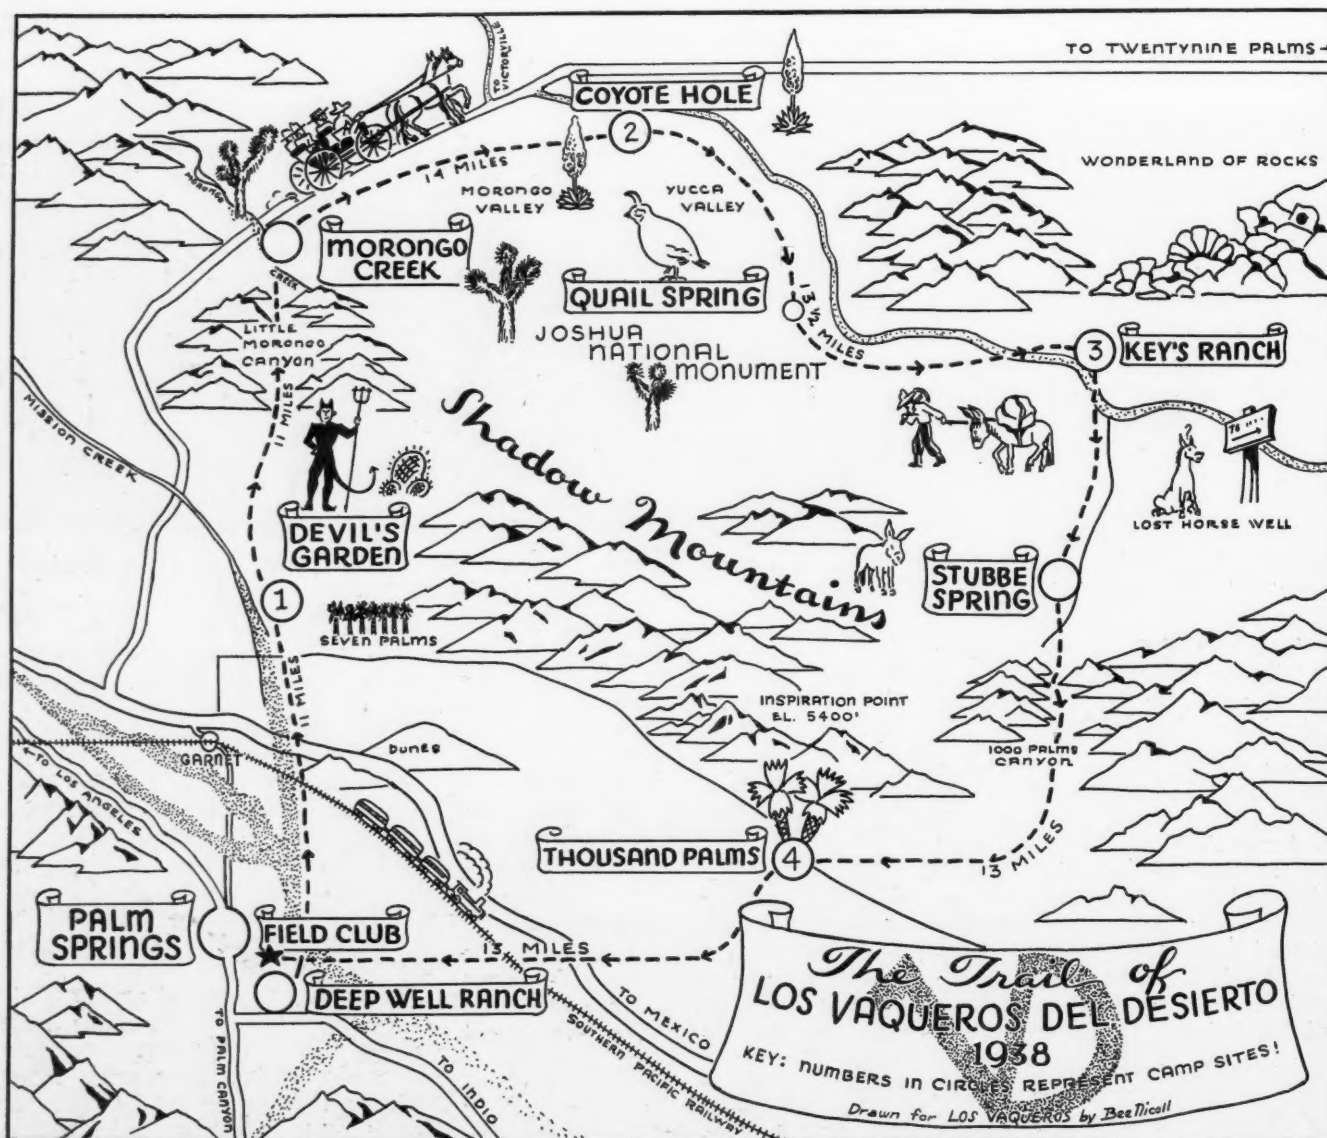 TO TWENTYNINE PALMS
TO VICTORVILLE
COYOTE HOLE
2
14 MILES
MORONGO
VALLEY
YUCCA
VALLEY
WONDERLAND OF ROCKS
MORONGO
CREEK
MORONGO
CREEK
QUAIL SPRING
13 1/2 MILES
LITTLE
MORONGO
CANYON
JOSHUA
NATIONAL
MONUMENT
3
KEY'S RANCH
11 MILES
MISSION CREEK
Shadow Mountains
TO
LOST HORSE WELL
DEVIL'S
GARDEN
STUBBE
SPRING
1
SEVEN PALMS
11 MILES
INSPIRATION POINT
EL. 5400'
DUNES
GARNET
1000 PALMS
CANYON
TO LOS ANGELES
THOUSAND PALMS
4
13 MILES
PALM
SPRINGS
FIELD CLUB
13 MILES
DEEP WELL RANCH
TO MEXICO
SOUTHERN PACIFIC RAILWAY
TO PALM CANYON
TO INDIO
The Trail of
LOS VAQUEROS DEL DESIERTO
VD
1938
KEY: NUMBERS IN CIRCLES REPRESENT CAMP SITES!
Drawn for LOS VAQUEROS by Bee Nicoll